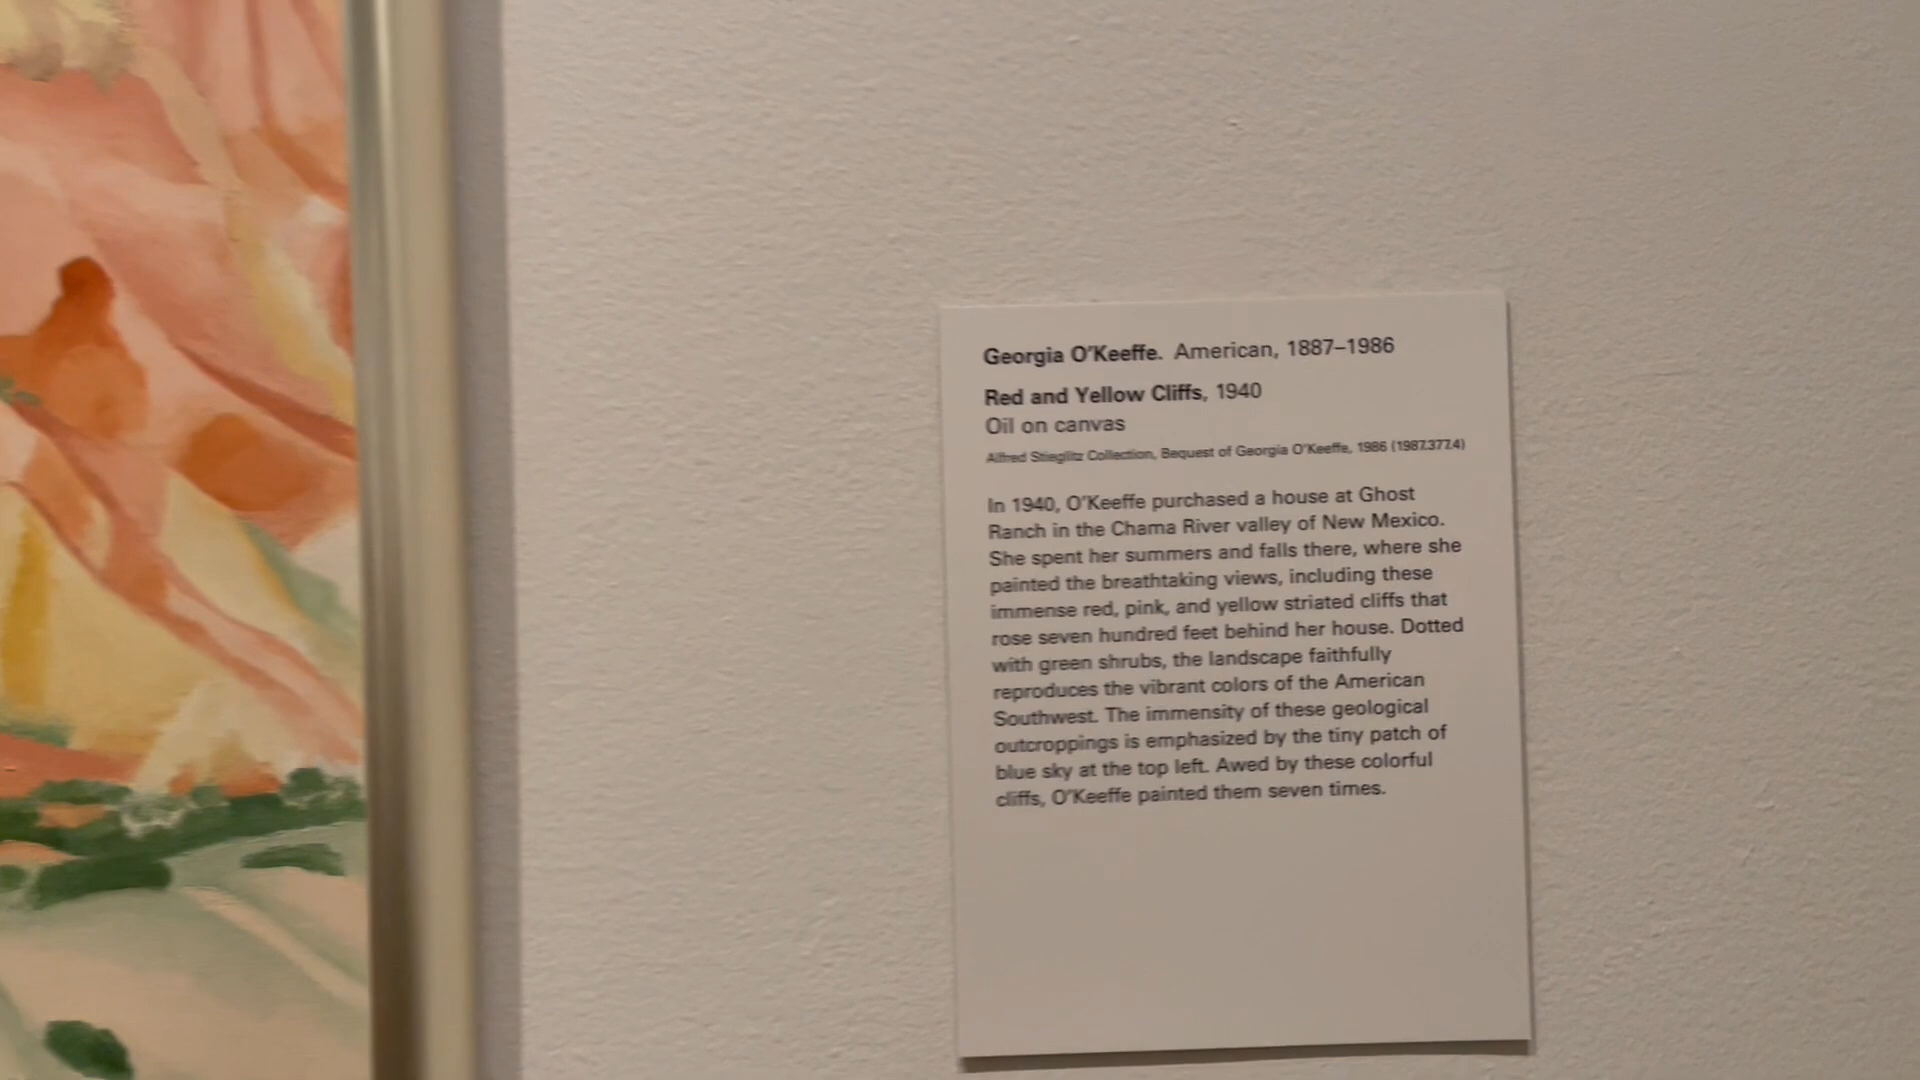 Georgia O'Keeffe. American, 1887–1986
Red and Yellow Cliffs, 1940
Oil on canvas
Alfred Stieglitz Collection, Bequest of Georgia O'Keeffe, 1986 (1987.377.4)
In 1940, O'Keeffe purchased a house at Ghost
Ranch in the Chama River valley of New Mexico.
She spent her summers and falls there, where she
painted the breathtaking views, including these
immense red, pink, and yellow striated cliffs that
rose seven hundred feet behind her house. Dotted
with green shrubs, the landscape faithfully
reproduces the vibrant colors of the American
Southwest. The immensity of these geological
outcroppings is emphasized by the tiny patch of
blue sky at the top left. Awed by these colorful
cliffs, O'Keeffe painted them seven times.